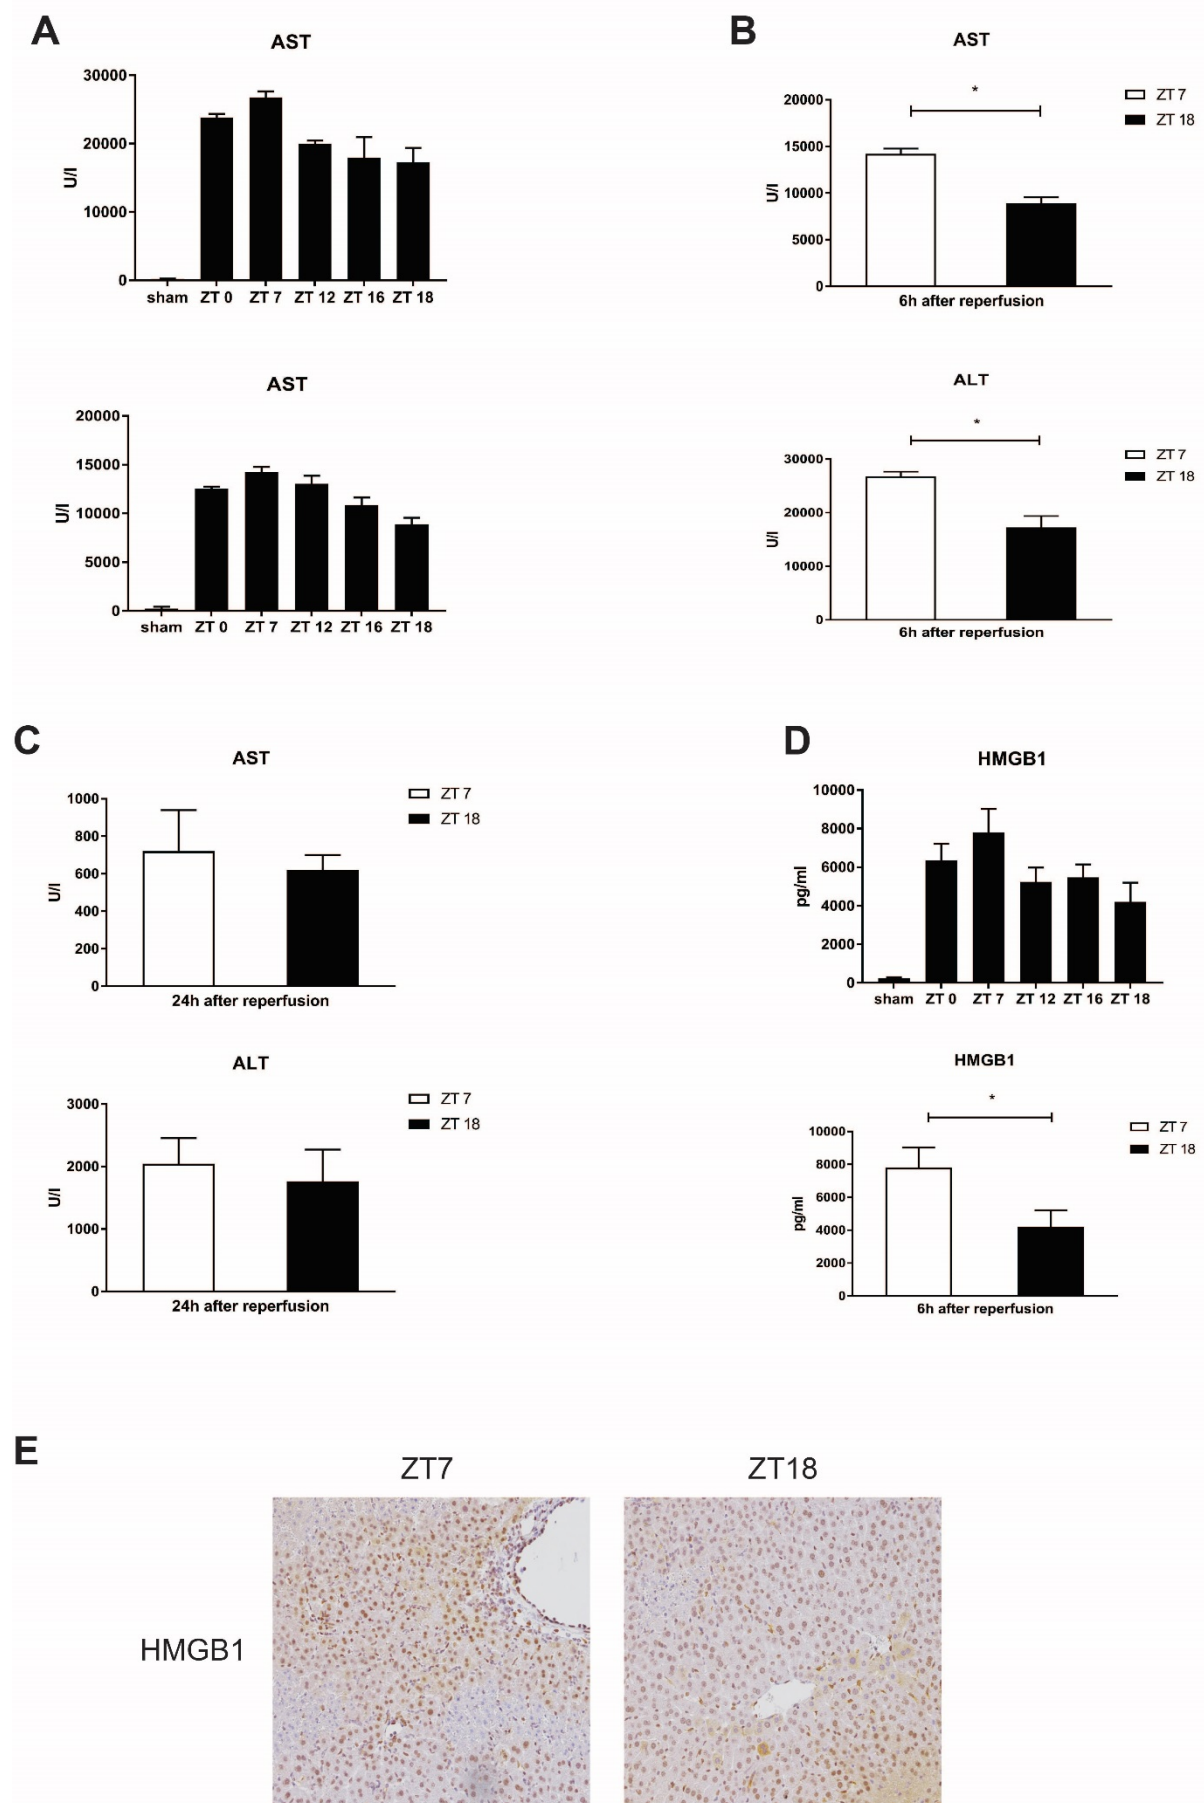 A
AST
30000
20000
10000
0
U/l
sham ZT 0 ZT 7 ZT 12 ZT 16 ZT 18
AST
20000
15000
10000
5000
0
U/l
sham ZT 0 ZT 7 ZT 12 ZT 16 ZT 18
B
AST
*
ZT 7
ZT 18
20000
15000
10000
5000
0
U/l
6h after reperfusion
ALT
*
ZT 7
ZT 18
30000
20000
10000
0
U/l
6h after reperfusion
C
AST
ZT 7
ZT 18
1000
800
600
400
200
0
U/l
24h after reperfusion
ALT
ZT 7
ZT 18
3000
2000
1000
0
U/l
24h after reperfusion
D
HMGB1
10000
8000
6000
4000
2000
0
pg/ml
sham ZT 0 ZT 7 ZT 12 ZT 16 ZT 18
HMGB1
*
ZT 7
ZT 18
10000
8000
6000
4000
2000
0
pg/ml
6h after reperfusion
E
ZT7 ZT18
HMGB1